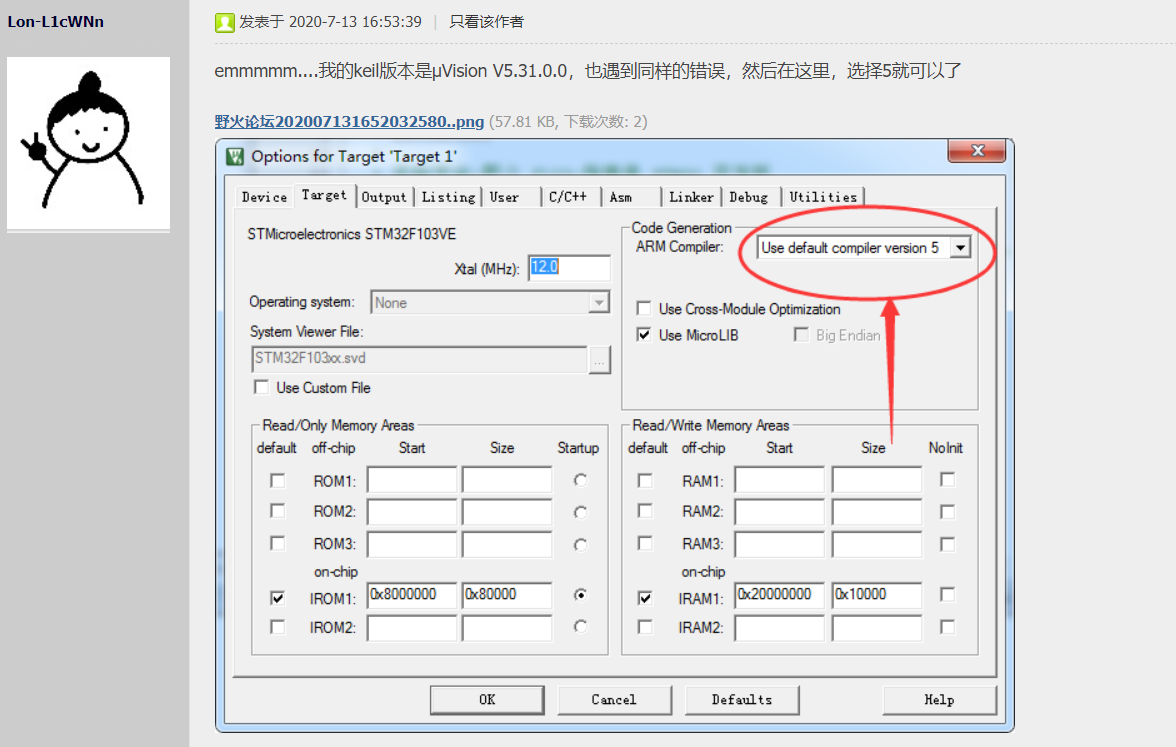 Lon-L1cWNn
发表于 2020-7-13 16:53:39 | 只看该作者
emmmmm....我的keil版本是μVision V5.31.0.0，也遇到同样的错误，然后在这里，选择5就可以了
野火论坛202007131652032580..png (57.81 KB, 下载次数: 2)
Options for Target 'Target 1'
Device Target Output Listing User C/C++ Asm Linker Debug Utilities
STMicroelectronics STM32F103VE
Xtal (MHz): 12.0
Operating system: None
System Viewer File:
STM32F103xx.svd ...
Use Custom File
Code Generation
ARM Compiler: Use default compiler version 5
Use Cross-Module Optimization
Use MicroLIB Big Endian
Read/Only Memory Areas
default off-chip Start Size Startup
ROM1:
ROM2:
ROM3:
on-chip
IROM1: 0x8000000 0x80000
IROM2:
Read/Write Memory Areas
default off-chip Start Size NoInit
RAM1:
RAM2:
RAM3:
on-chip
IRAM1: 0x20000000 0x10000
IRAM2:
OK Cancel Defaults Help